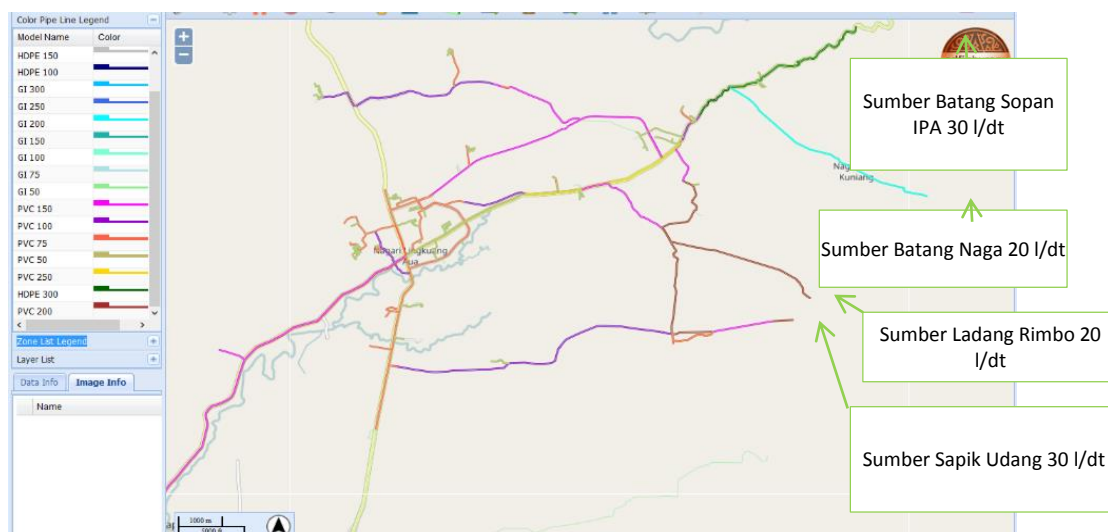 Color Pipe Line Legend
Model Name Color
HDPE 150
HDPE 100
GI 300
GI 250
GI 200
GI 150
GI 100
GI 75
GI 50
PVC 150
PVC 100
PVC 75
PVC 50
PVC 250
HDPE 300
PVC 200
Zone List Legend
Layer List
Data Info Image Info
Name
+
−
Nagari Lingkuang
Aua
Kuniang
1000 m
Sumber Batang Sopan
IPA 30 l/dt
Sumber Batang Naga 20 l/dt
Sumber Ladang Rimbo 20
l/dt
Sumber Sapik Udang 30 l/dt